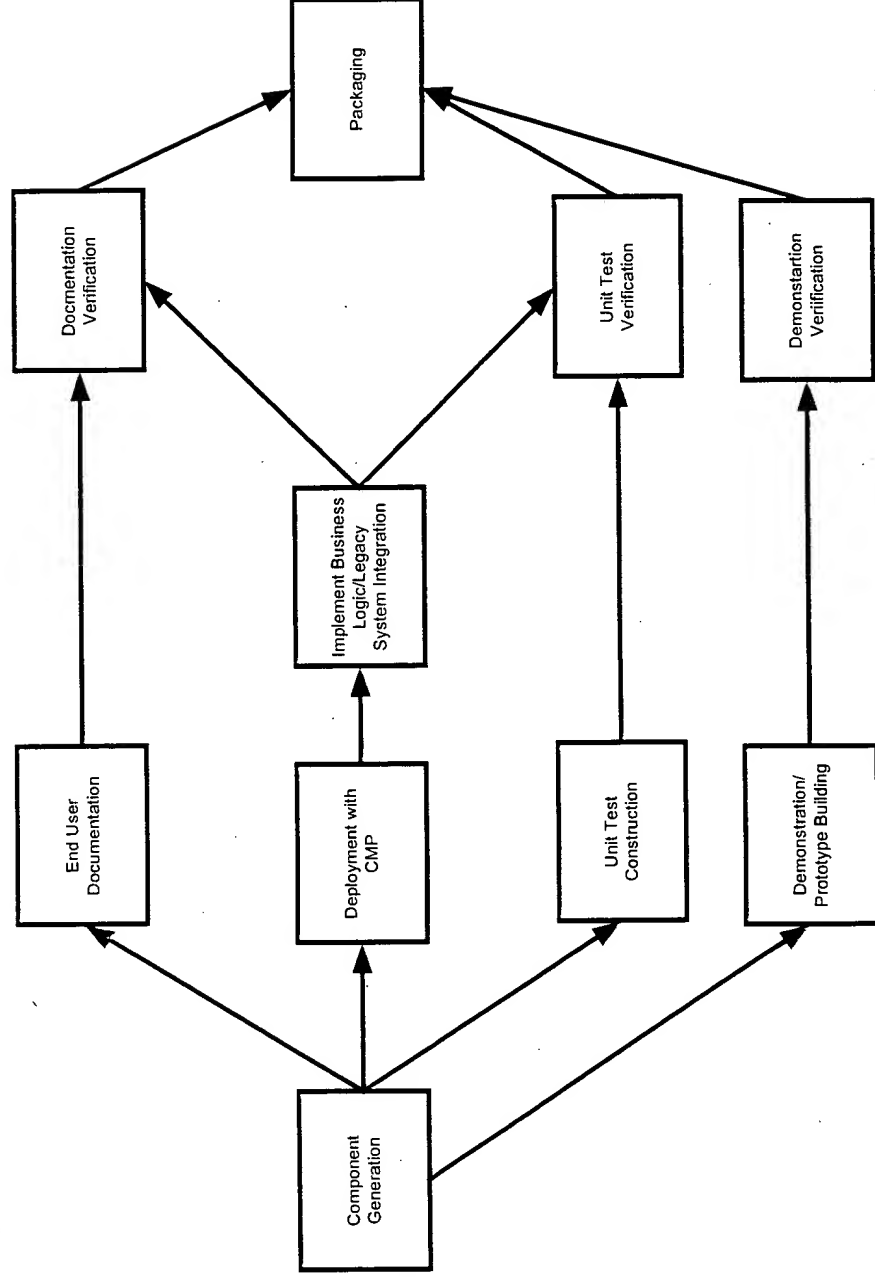 Component
Generation
End User
Documentation
Deployment with
CMP
Unit Test
Construction
Demonstration/
Prototype Building
Implement Business
Logic/Legacy
System Integration
Docmentation
Verification
Unit Test
Verification
Demonstartion
Veriification
Packaging